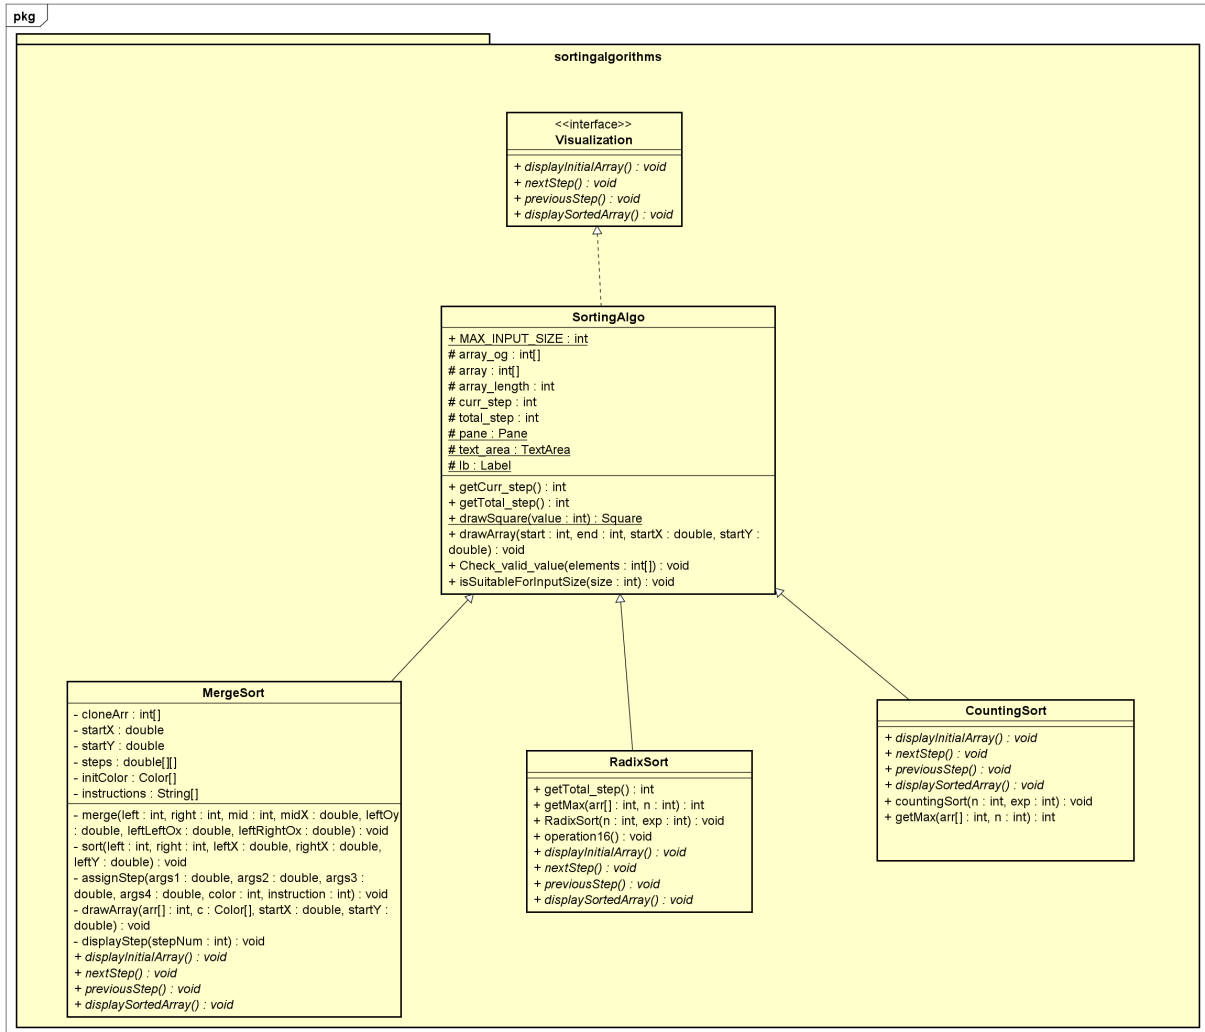 pkg
sortingalgorithms
<<interface>>
Visualization
+ displayInitialArray() : void
+ nextStep() : void
+ previousStep() : void
+ displaySortedArray() : void
SortingAlgo
+ MAX_INPUT_SIZE : int
# array_og : int[]
# array : int[]
# array_length : int
# curr_step : int
# total_step : int
# pane : Pane
# text_area : TextArea
# lb : Label
+ getCurr_step() : int
+ getTotal_step() : int
+ drawSquare(value : int) : Square
+ drawArray(start : int, end : int, startX : double, startY :
double) : void
+ Check_valid_value(elements : int[]) : void
+ isSuitableForInputSize(size : int) : void
MergeSort
- cloneArr : int[]
- startX : double
- startY : double
- steps : double[][]
- initColor : Color[]
- instructions : String[]
- merge(left : int, right : int, mid : int, midX : double, leftOy
: double, leftLeftOx : double, leftRightOx : double) : void
- sort(left : int, right : int, leftX : double, rightX : double,
leftY : double) : void
- assignStep(args1 : double, args2 : double, args3 :
double, args4 : double, color : int, instruction : int) : void
- drawArray(arr[] : int, c : Color[], startX : double, startY :
double) : void
- displayStep(stepNum : int) : void
+ displayInitialArray() : void
+ nextStep() : void
+ previousStep() : void
+ displaySortedArray() : void
RadixSort
+ getTotal_step() : int
+ getMax(arr[] : int, n : int) : int
+ RadixSort(n : int, exp : int) : void
+ operation16() : void
+ displayInitialArray() : void
+ nextStep() : void
+ previousStep() : void
+ displaySortedArray() : void
CountingSort
+ displayInitialArray() : void
+ nextStep() : void
+ previousStep() : void
+ displaySortedArray() : void
+ countingSort(n : int, exp : int) : void
+ getMax(arr[] : int, n : int) : int